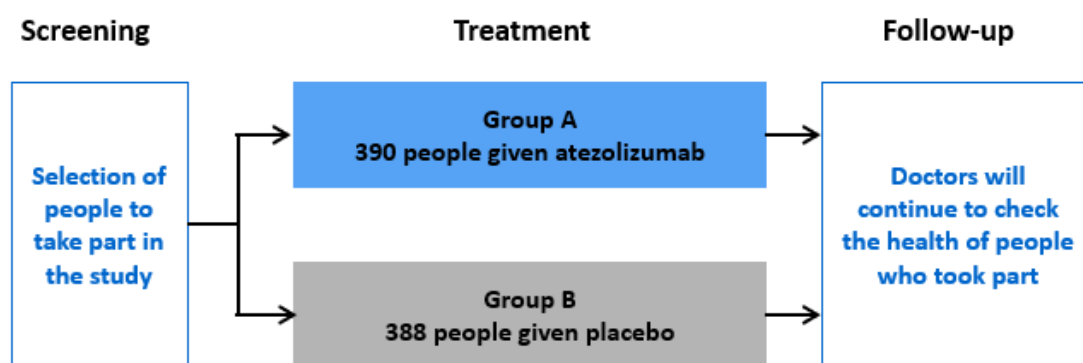 Screening
Treatment
Follow-up
Selection of
people to
take part in
the study
Group A
390 people given atezolizumab
Group B
388 people given placebo
Doctors will
continue to check
the health of people
who took part